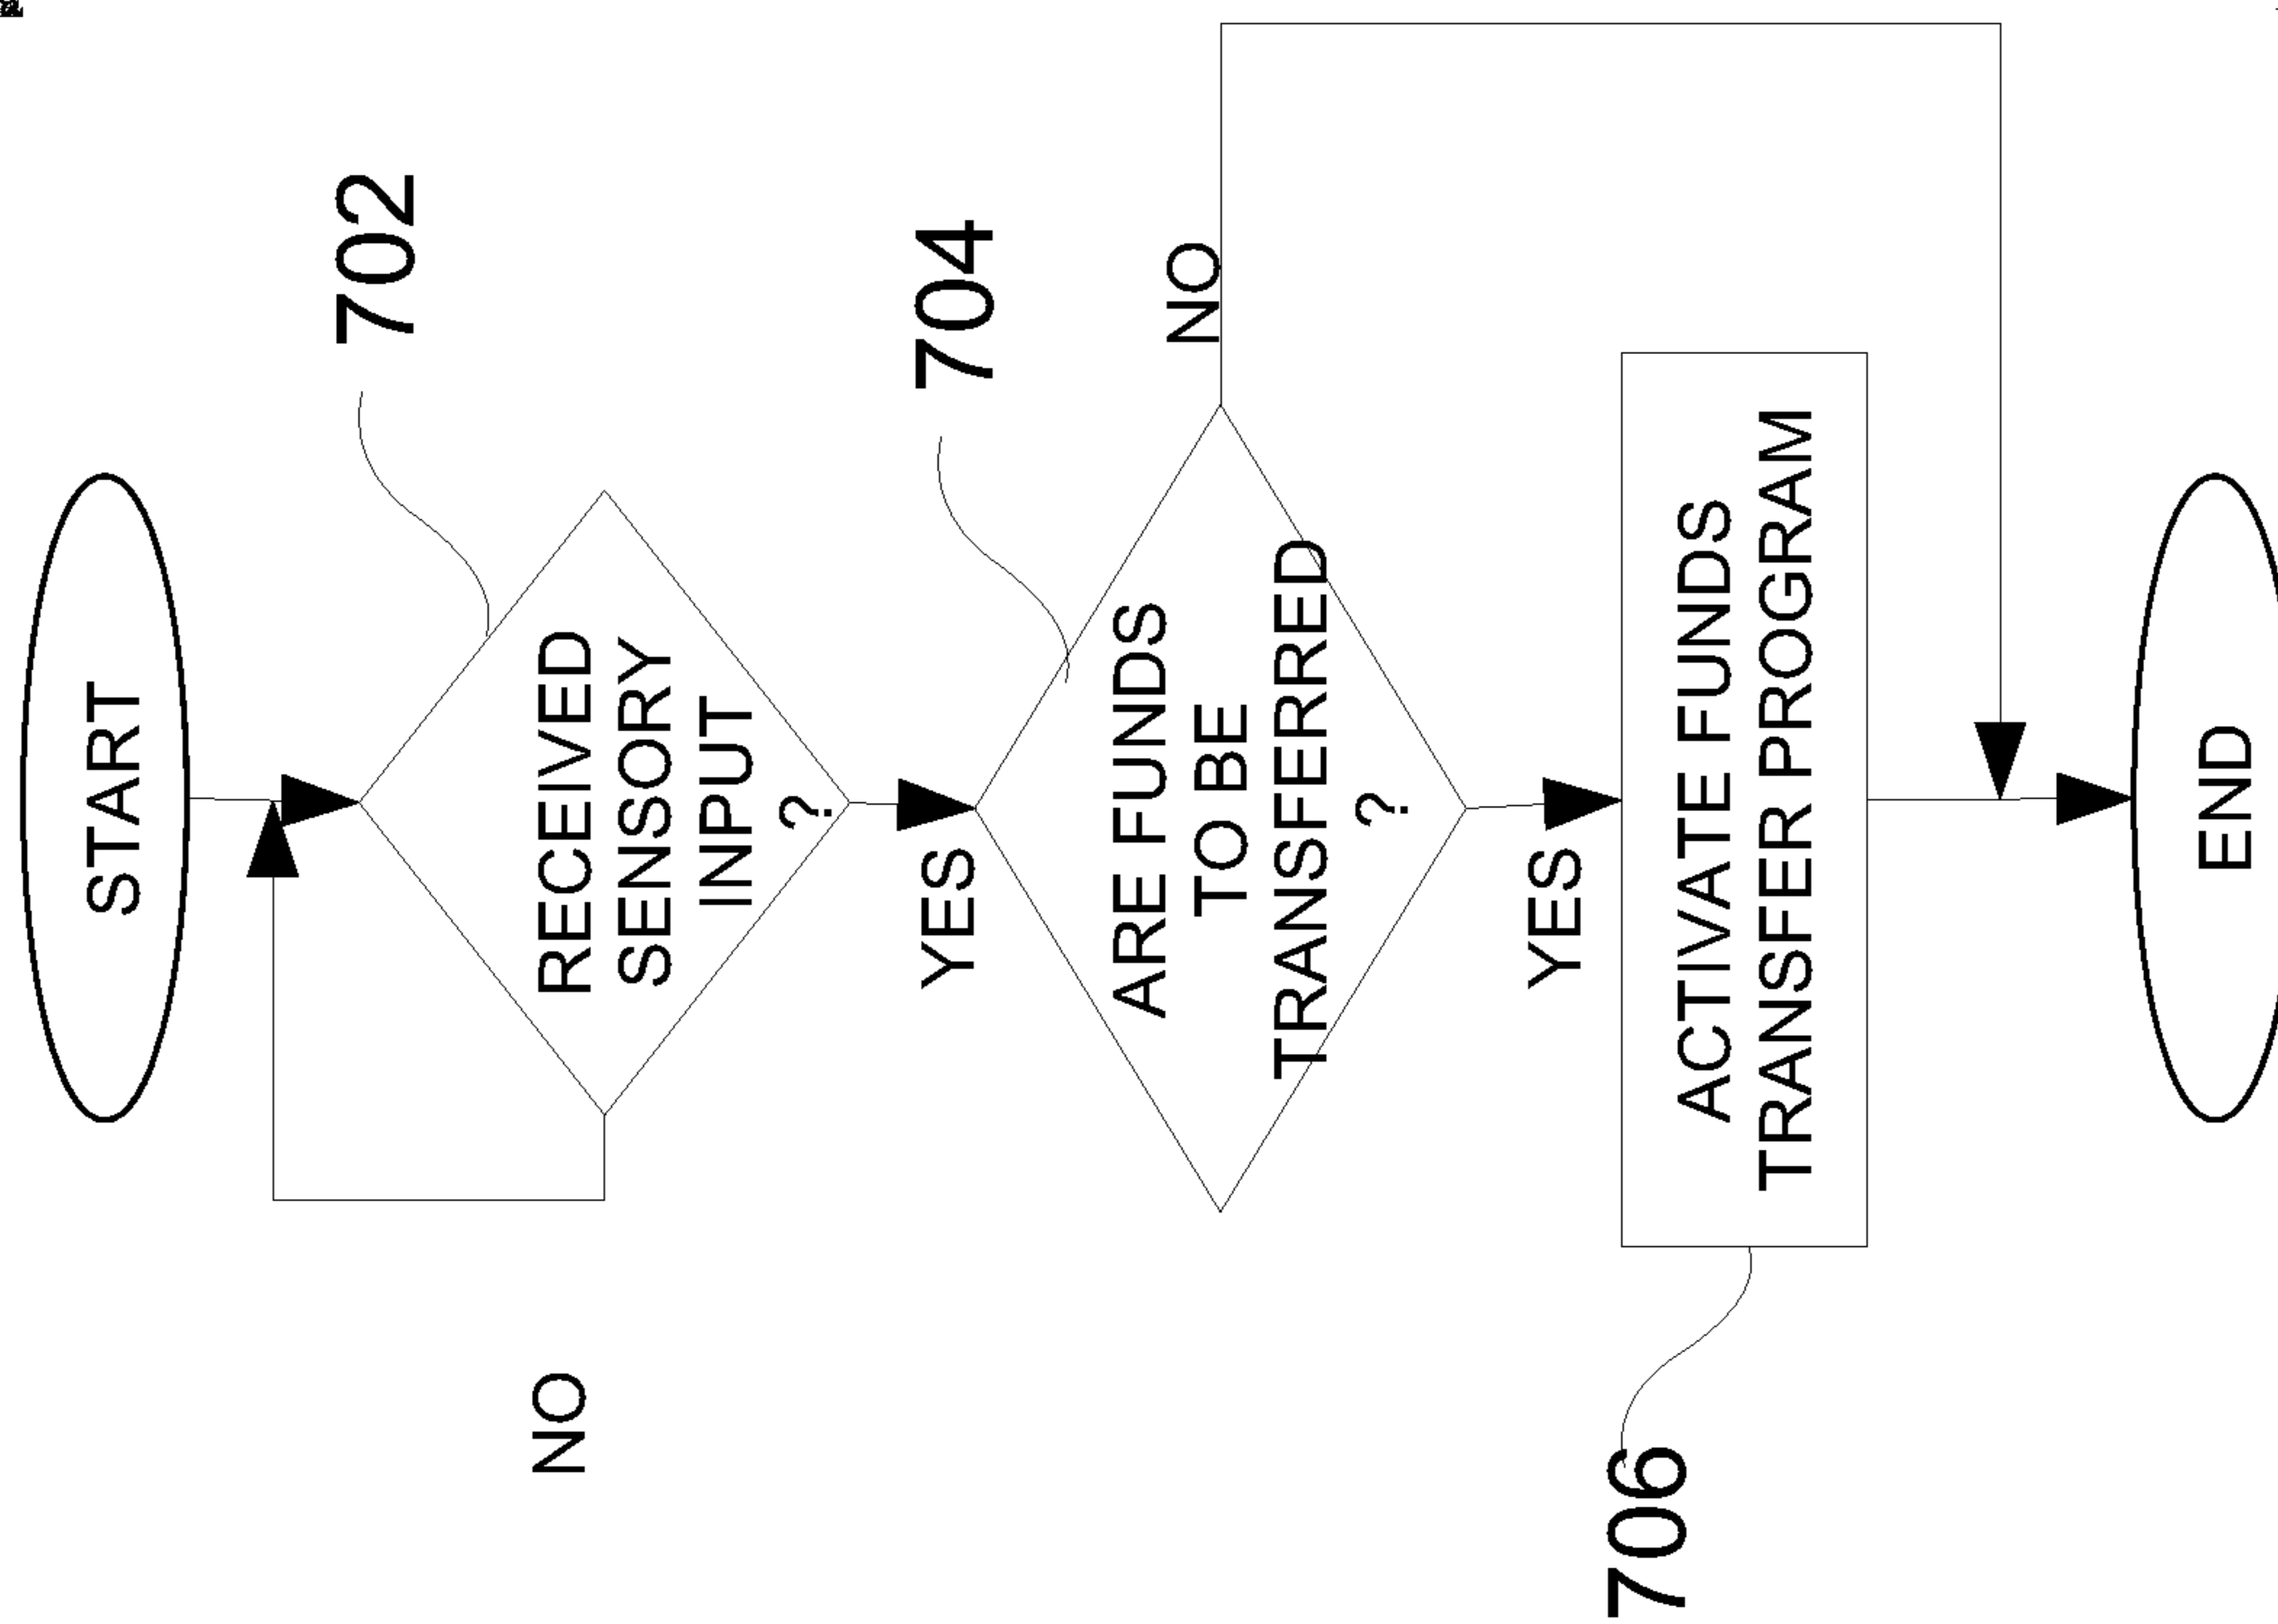 START
702
RECEIVED
SENSORY
INPUT
?
NO
YES
704
ARE FUNDS
TO BE
TRANSFERRED
?
NO
YES
ACTIVATE FUNDS
TRANSFER PROGRAM
706
END